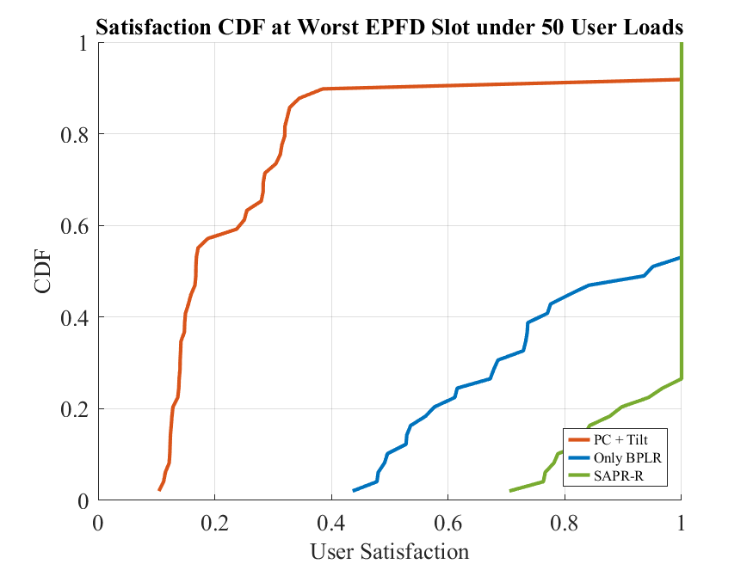 Satisfaction CDF at Worst EPFD Slot under 50 User Loads
1
0.8
0.6
0.4
0.2
0
CDF
0 0.2 0.4 0.6 0.8 1
User Satisfaction
PC + Tilt
Only BPLR
SAPR-R